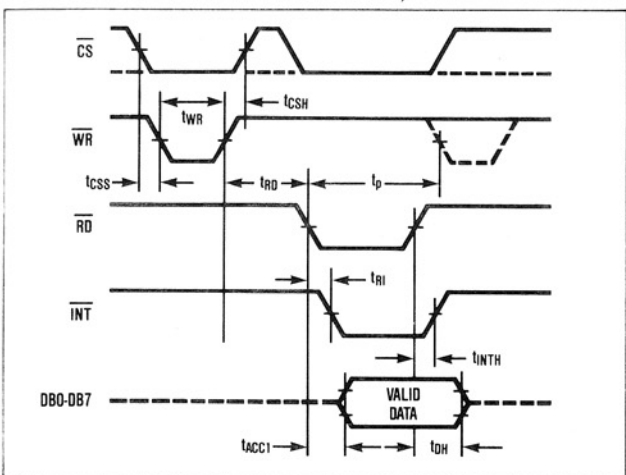 CS
tCSH
tWR
WR
tCSS
tRD
tP
RD
tRI
INT
tINTH
DB0-DB7
VALID
DATA
tACC1
tDH